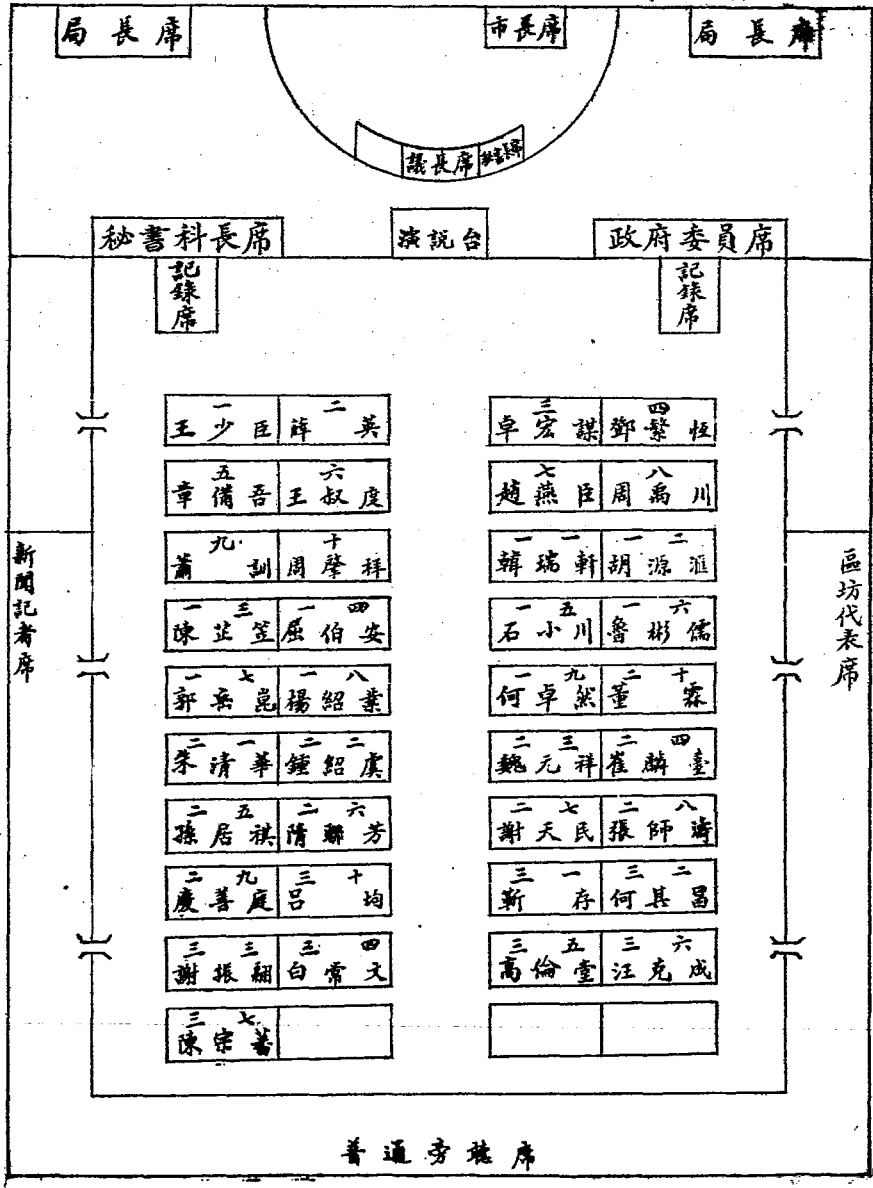 局長席 市長席 局長席
議長席 秘書長席
秘書科長席 演説台 政府委員席
記錄席 記錄席
一 二 三 四
王少臣 薛英 卓宏謀 鄧繁恆
五 六 七 八
章備吾 王叔度 趙燕臣 周禹川
九 十 一一 一二
蕭訓 周肇祥 韓瑞軒 胡源滙
一三 一四 一五 一六
陳芷笠 屈伯安 石小川 魯彬儒
一七 一八 一九 二十
郭岳崑 楊紹業 何卓然 董霖
二一 二二 二三 二四
朱清華 鍾紹虞 魏元祥 崔麟臺
二五 二六 二七 二八
孫居祺 隋聯芳 謝天民 張師濤
二九 三十 三一 三二
慶善庭 呂均 靳存 何其昌
三三 三四 三五 三六
謝振翮 白常文 高倫堂 汪克成
三七
陳宗蕃
新聞記者席
區坊代表席
普通旁聽席